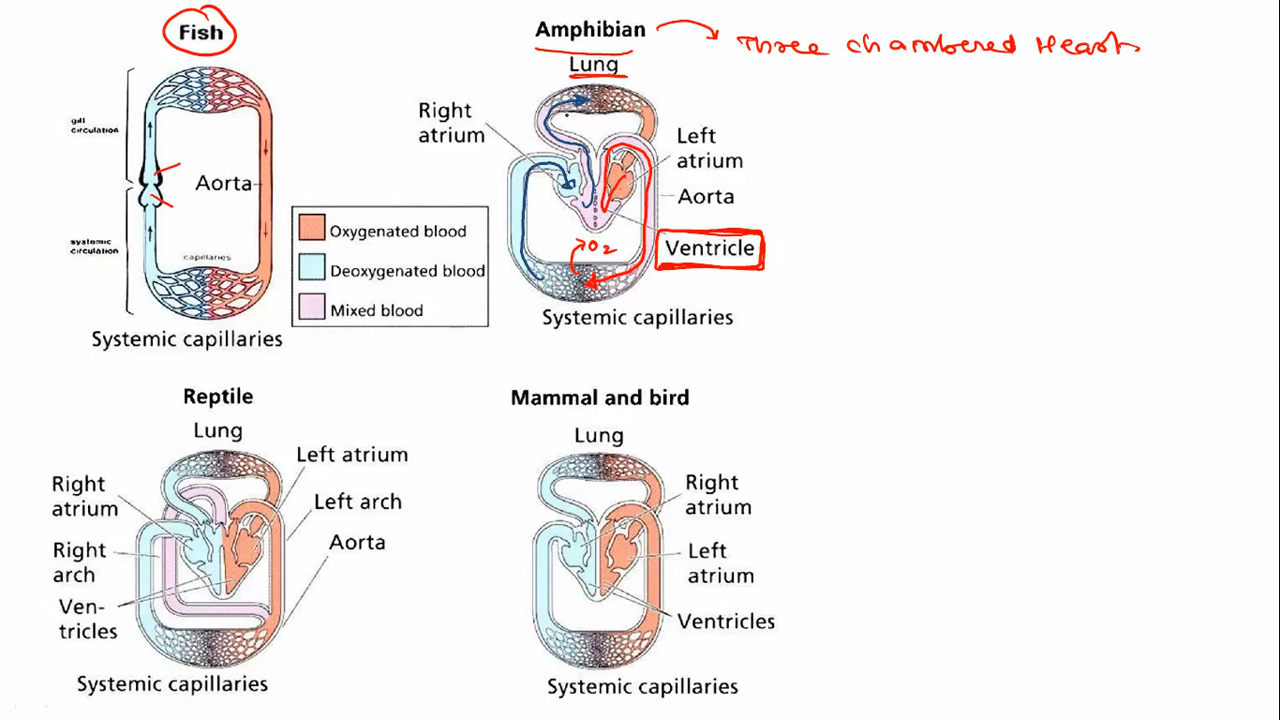 Fish
gill
circulation
Aorta
systemic
circulation
capillaries
Systemic capillaries
Oxygenated blood
Deoxygenated blood
Mixed blood
Amphibian
Three chambered Heart
Lung
Right
atrium
Left
atrium
Aorta
Ventricle
O2
Systemic capillaries
Reptile
Lung
Left atrium
Right
atrium
Left arch
Aorta
Right
arch
Ven-
tricles
Systemic capillaries
Mammal and bird
Lung
Right
atrium
Left
atrium
Ventricles
Systemic capillaries